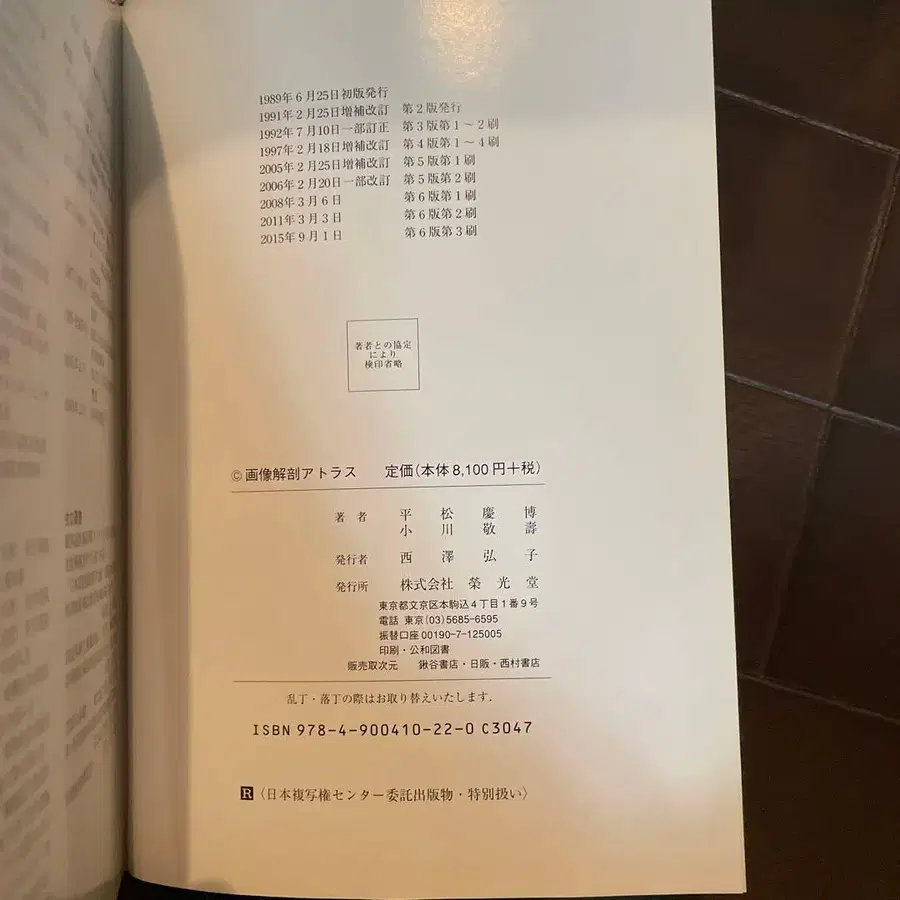 1989年6月25日初版発行
1991年2月25日増補改訂 第2版発行
1992年7月10日一部訂正 第3版第1～2刷
1997年2月18日増補改訂 第4版第1～4刷
2005年2月25日増補改訂 第5版第1刷
2006年2月20日一部改訂 第5版第2刷
2008年3月6日 第6版第1刷
2011年3月3日 第6版第2刷
2015年9月1日 第6版第3刷
著者との協定
により
検印省略
©画像解剖アトラス 定価(本体8,100円+税)
著者 平松慶博
小川敬壽
発行者 西澤弘子
発行所 株式会社 榮光堂
東京都文京区本駒込4丁目1番9号
電話 東京(03)5685-6595
振替口座00190-7-125005
印刷・公和図書
販売取次元 鍬谷書店・日販・西村書店
乱丁・落丁の際はお取り替えいたします.
ISBN 978-4-900410-22-0 C3047
R〈日本複写権センター委託出版物・特別扱い〉